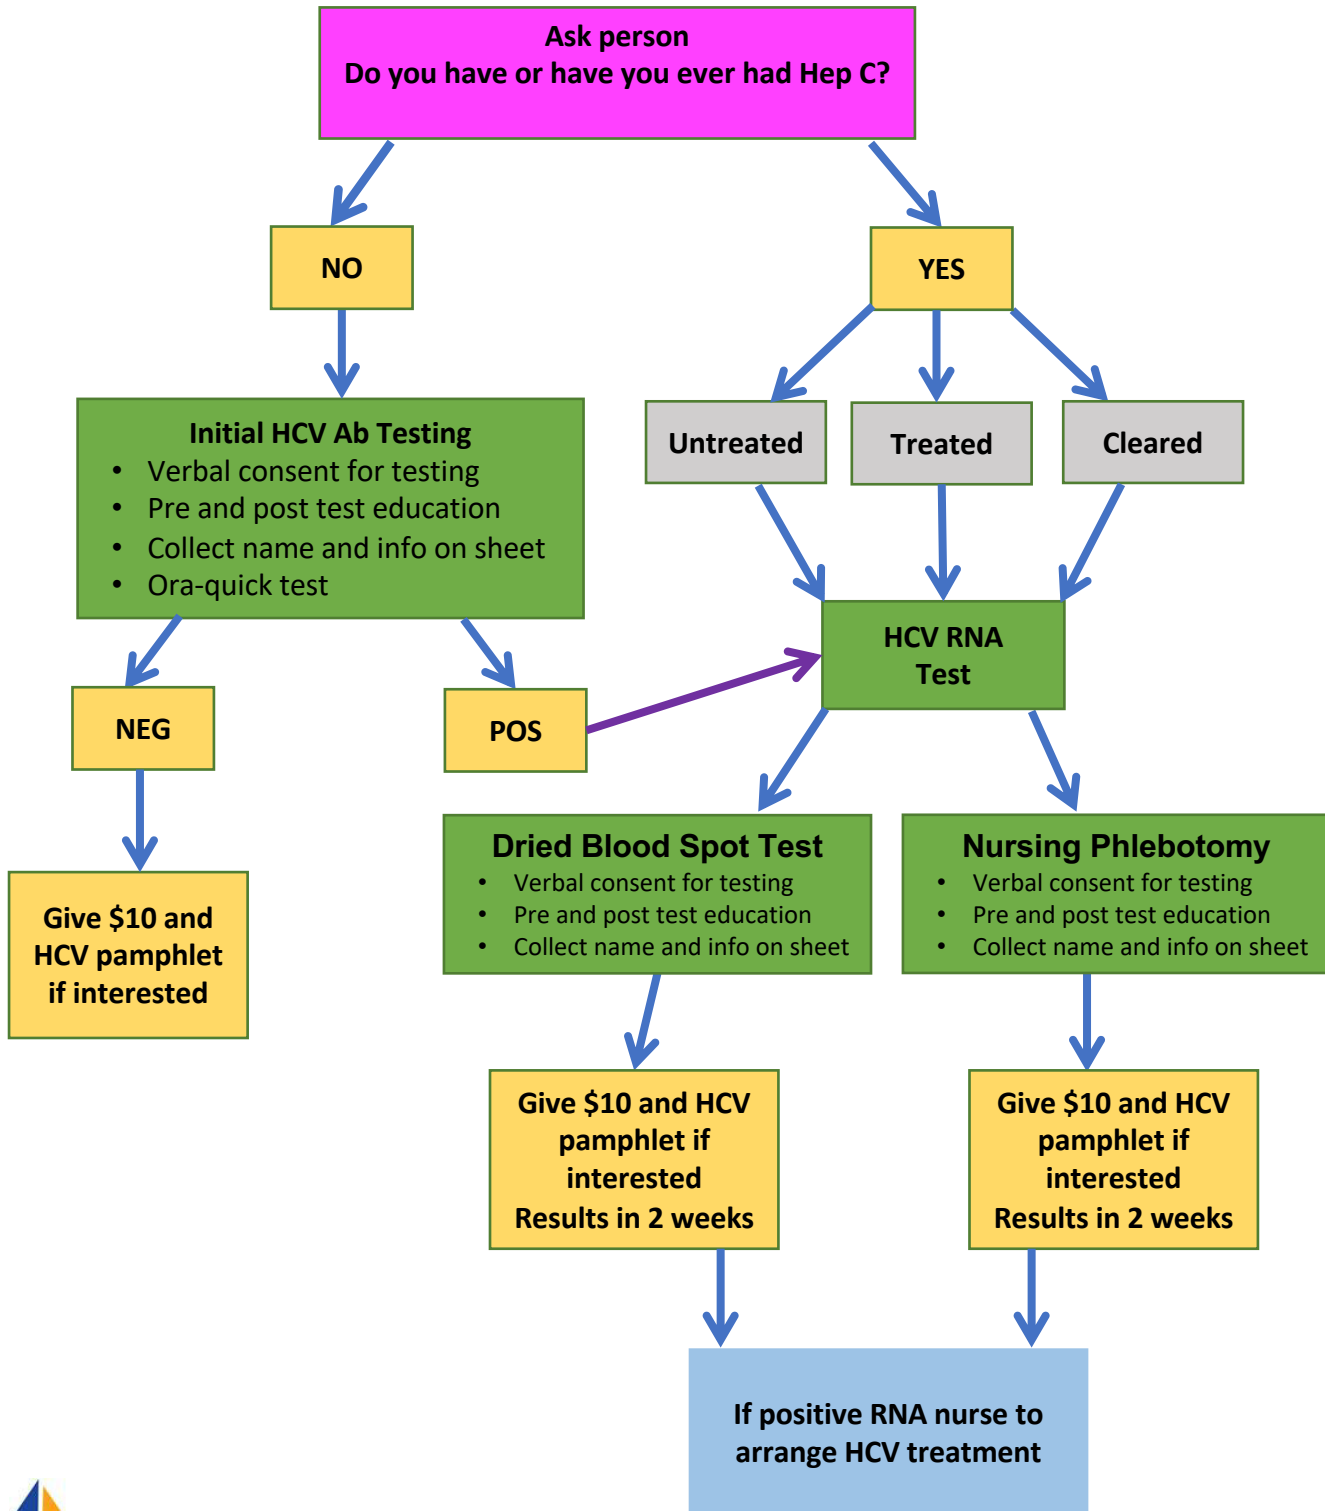 Ask person
Do you have or have you ever had Hep C?
NO
YES
Untreated
Treated
Cleared
Initial HCV Ab Testing
• Verbal consent for testing
• Pre and post test education
• Collect name and info on sheet
• Ora-quick test
HCV RNA
Test
NEG
POS
Dried Blood Spot Test
• Verbal consent for testing
• Pre and post test education
• Collect name and info on sheet
Nursing Phlebotomy
• Verbal consent for testing
• Pre and post test education
• Collect name and info on sheet
Give $10 and
HCV pamphlet
if interested
Give $10 and HCV
pamphlet if
interested
Results in 2 weeks
Give $10 and HCV
pamphlet if
interested
Results in 2 weeks
If positive RNA nurse to
arrange HCV treatment